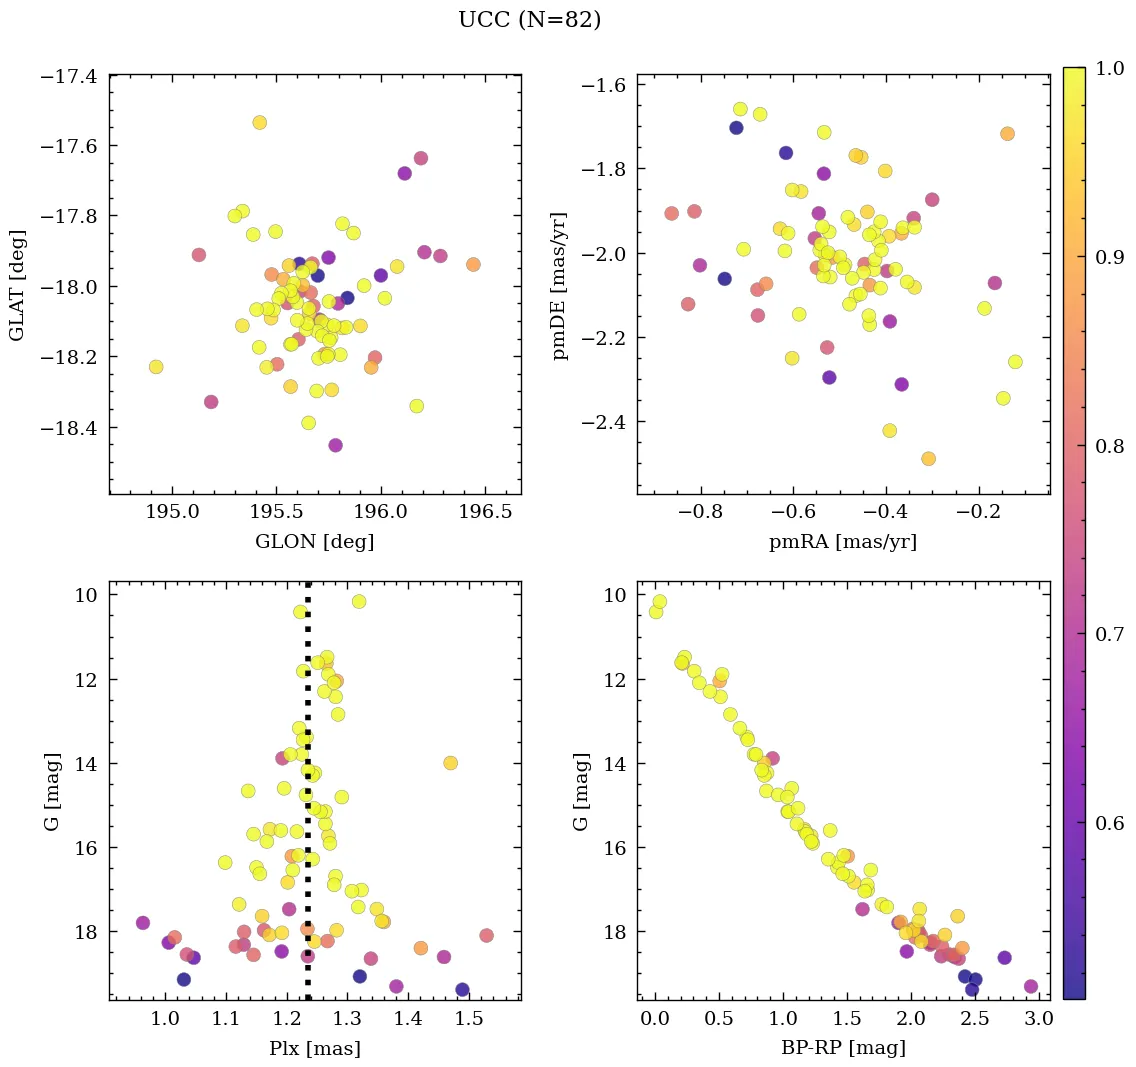 UCC (N=82)
−17.4
−17.6
−17.8
−18.0
−18.2
−18.4
GLAT [deg]
195.0 195.5 196.0 196.5
GLON [deg]
−1.6
−1.8
−2.0
−2.2
−2.4
pmDE [mas/yr]
−0.8 −0.6 −0.4 −0.2
pmRA [mas/yr]
10
12
14
16
18
G [mag]
1.0 1.1 1.2 1.3 1.4 1.5
Plx [mas]
10
12
14
16
18
G [mag]
0.0 0.5 1.0 1.5 2.0 2.5 3.0
BP-RP [mag]
1.0
0.9
0.8
0.7
0.6